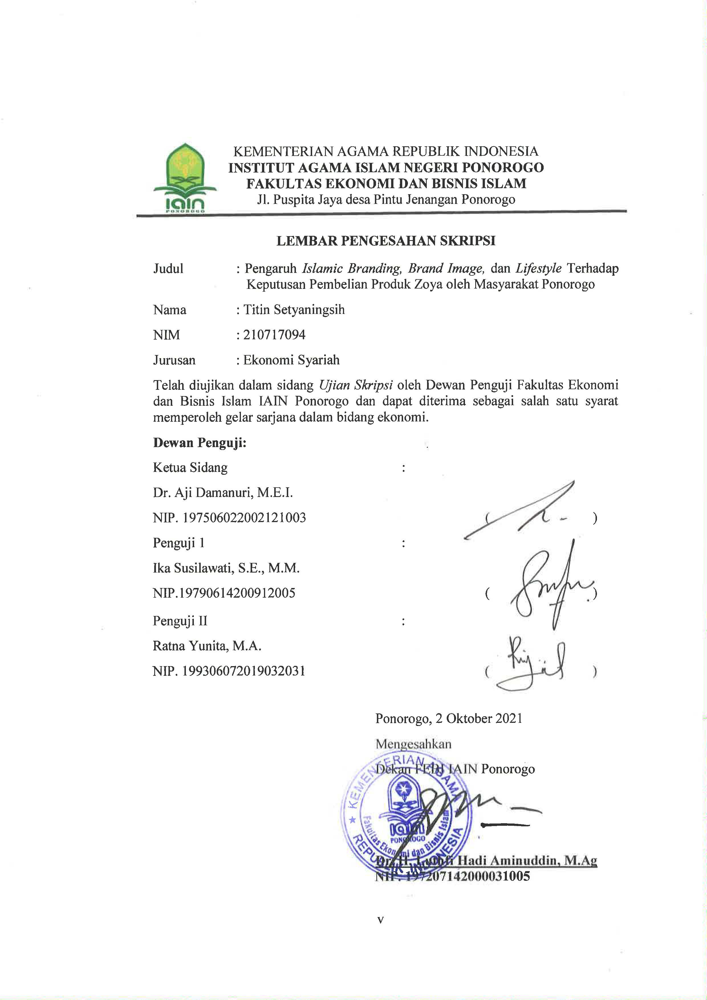 KEMENTERIAN AGAMA REPUBLIK INDONESIA
INSTITUT AGAMA ISLAM NEGERI PONOROGO
FAKULTAS EKONOMI DAN BISNIS ISLAM
Jl. Puspita Jaya desa Pintu Jenangan Ponorogo
iain
PONOROGO
LEMBAR PENGESAHAN SKRIPSI
Judul : Pengaruh Islamic Branding, Brand Image, dan Lifestyle Terhadap
Keputusan Pembelian Produk Zoya oleh Masyarakat Ponorogo
Nama : Titin Setyaningsih
NIM : 210717094
Jurusan : Ekonomi Syariah
Telah diujikan dalam sidang Ujian Skripsi oleh Dewan Penguji Fakultas Ekonomi
dan Bisnis Islam IAIN Ponorogo dan dapat diterima sebagai salah satu syarat
memperoleh gelar sarjana dalam bidang ekonomi.
Dewan Penguji:
Ketua Sidang :
Dr. Aji Damanuri, M.E.I.
NIP. 197506022002121003 ( )
Penguji 1 :
Ika Susilawati, S.E., M.M.
NIP.19790614200912005 ( )
Penguji II :
Ratna Yunita, M.A.
NIP. 199306072019032031 ( )
Ponorogo, 2 Oktober 2021
Mengesahkan
Dekan FEBI IAIN Ponorogo
KEMENTERIAN AGAMA
REPUBLIK INDONESIA
Fakultas Ekonomi dan Bisnis Islam
iain
PONOROGO
Dr. H. Luthfi Hadi Aminuddin, M.Ag
NIP. 197207142000031005
v